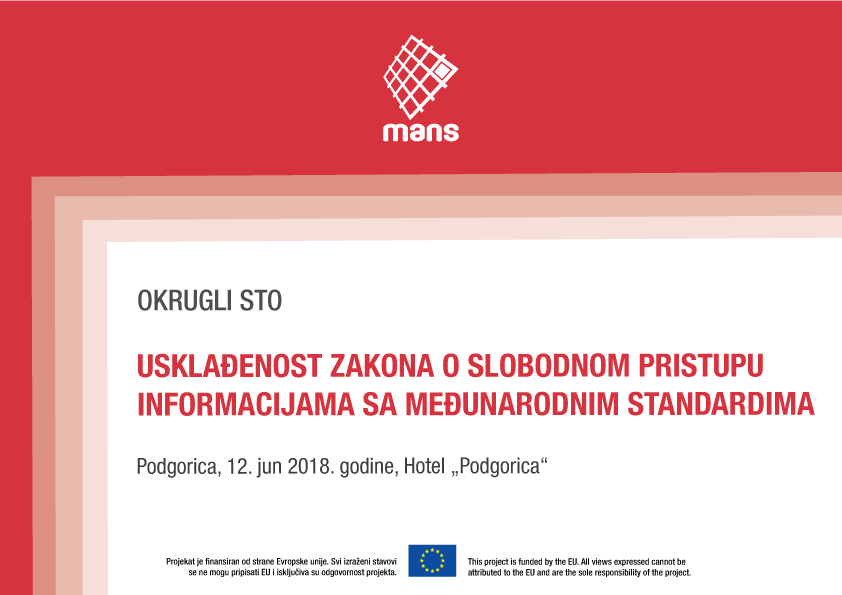 mans
OKRUGLI STO
USKLAĐENOST ZAKONA O SLOBODNOM PRISTUPU
INFORMACIJAMA SA MEĐUNARODNIM STANDARDIMA
Podgorica, 12. jun 2018. godine, Hotel „Podgorica“
Projekat je finansiran od strane Evropske unije. Svi izraženi stavovi
se ne mogu pripisati EU i isključiva su odgovornost projekta.
This project is funded by the EU. All views expressed cannot be
attributed to the EU and are the sole responsibility of the project.